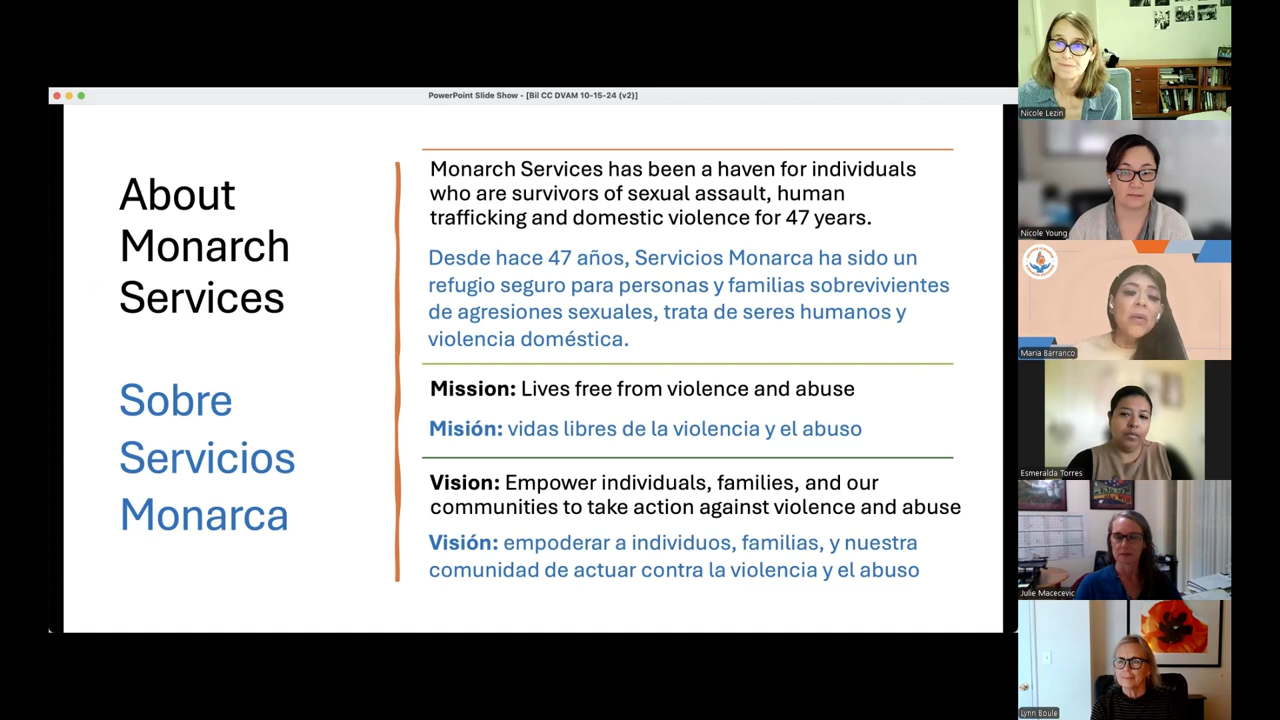 PowerPoint Slide Show - [Bil CC DVAM 10-15-24 (v2)]
About
Monarch
Services
Sobre
Servicios
Monarca
Monarch Services has been a haven for individuals
who are survivors of sexual assault, human
trafficking and domestic violence for 47 years.
Desde hace 47 años, Servicios Monarca ha sido un
refugio seguro para personas y familias sobrevivientes
de agresiones sexuales, trata de seres humanos y
violencia doméstica.
Mission: Lives free from violence and abuse
Misión: vidas libres de la violencia y el abuso
Vision: Empower individuals, families, and our
communities to take action against violence and abuse
Visión: empoderar a individuos, familias, y nuestra
comunidad de actuar contra la violencia y el abuso
Nicole Lezin
Nicole Young
Maria Barranco
Esmeralda Torres
Julie Macecevic
Lynn Boule